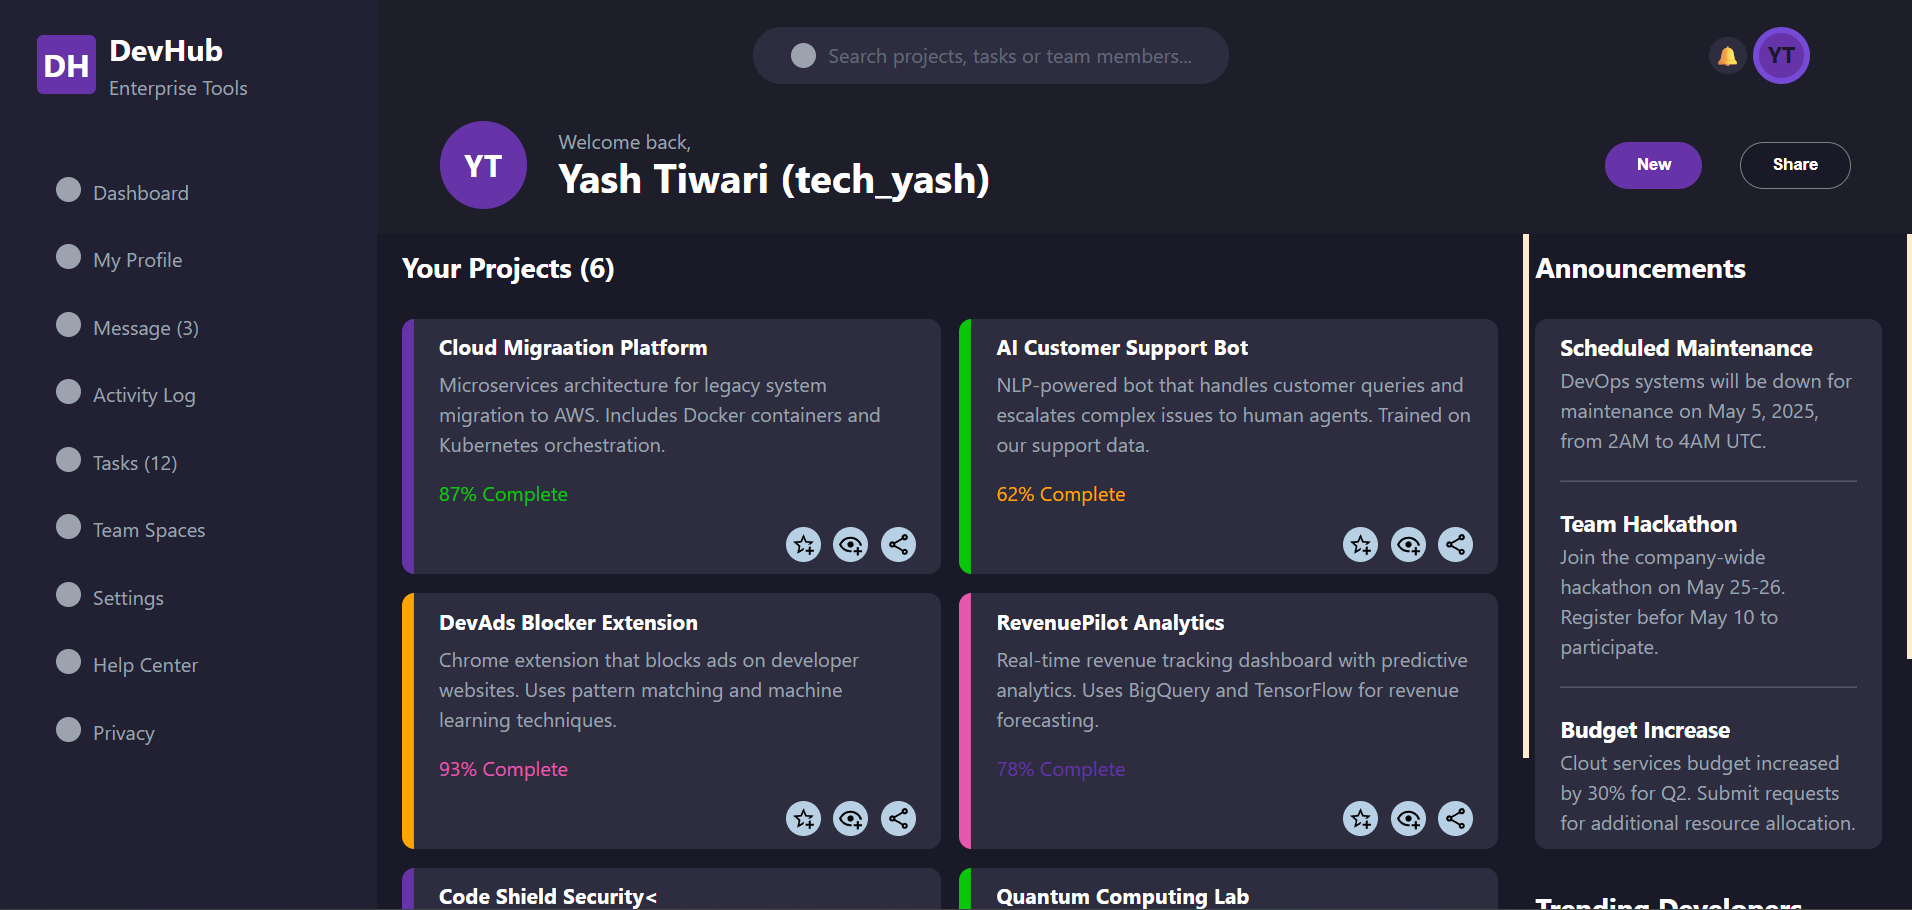 DH
DevHub
Enterprise Tools
Search projects, tasks or team members...
YT
YT
Welcome back,
Yash Tiwari (tech_yash)
New
Share
Dashboard
My Profile
Message (3)
Activity Log
Tasks (12)
Team Spaces
Settings
Help Center
Privacy
Your Projects (6)
Cloud Migraation Platform
Microservices architecture for legacy system
migration to AWS. Includes Docker containers and
Kubernetes orchestration.
87% Complete
AI Customer Support Bot
NLP-powered bot that handles customer queries and
escalates complex issues to human agents. Trained on
our support data.
62% Complete
DevAds Blocker Extension
Chrome extension that blocks ads on developer
websites. Uses pattern matching and machine
learning techniques.
93% Complete
RevenuePilot Analytics
Real-time revenue tracking dashboard with predictive
analytics. Uses BigQuery and TensorFlow for revenue
forecasting.
78% Complete
Code Shield Security<
Quantum Computing Lab
Announcements
Scheduled Maintenance
DevOps systems will be down for
maintenance on May 5, 2025,
from 2AM to 4AM UTC.
Team Hackathon
Join the company-wide
hackathon on May 25-26.
Register befor May 10 to
participate.
Budget Increase
Clout services budget increased
by 30% for Q2. Submit requests
for additional resource allocation.
Trending Developers